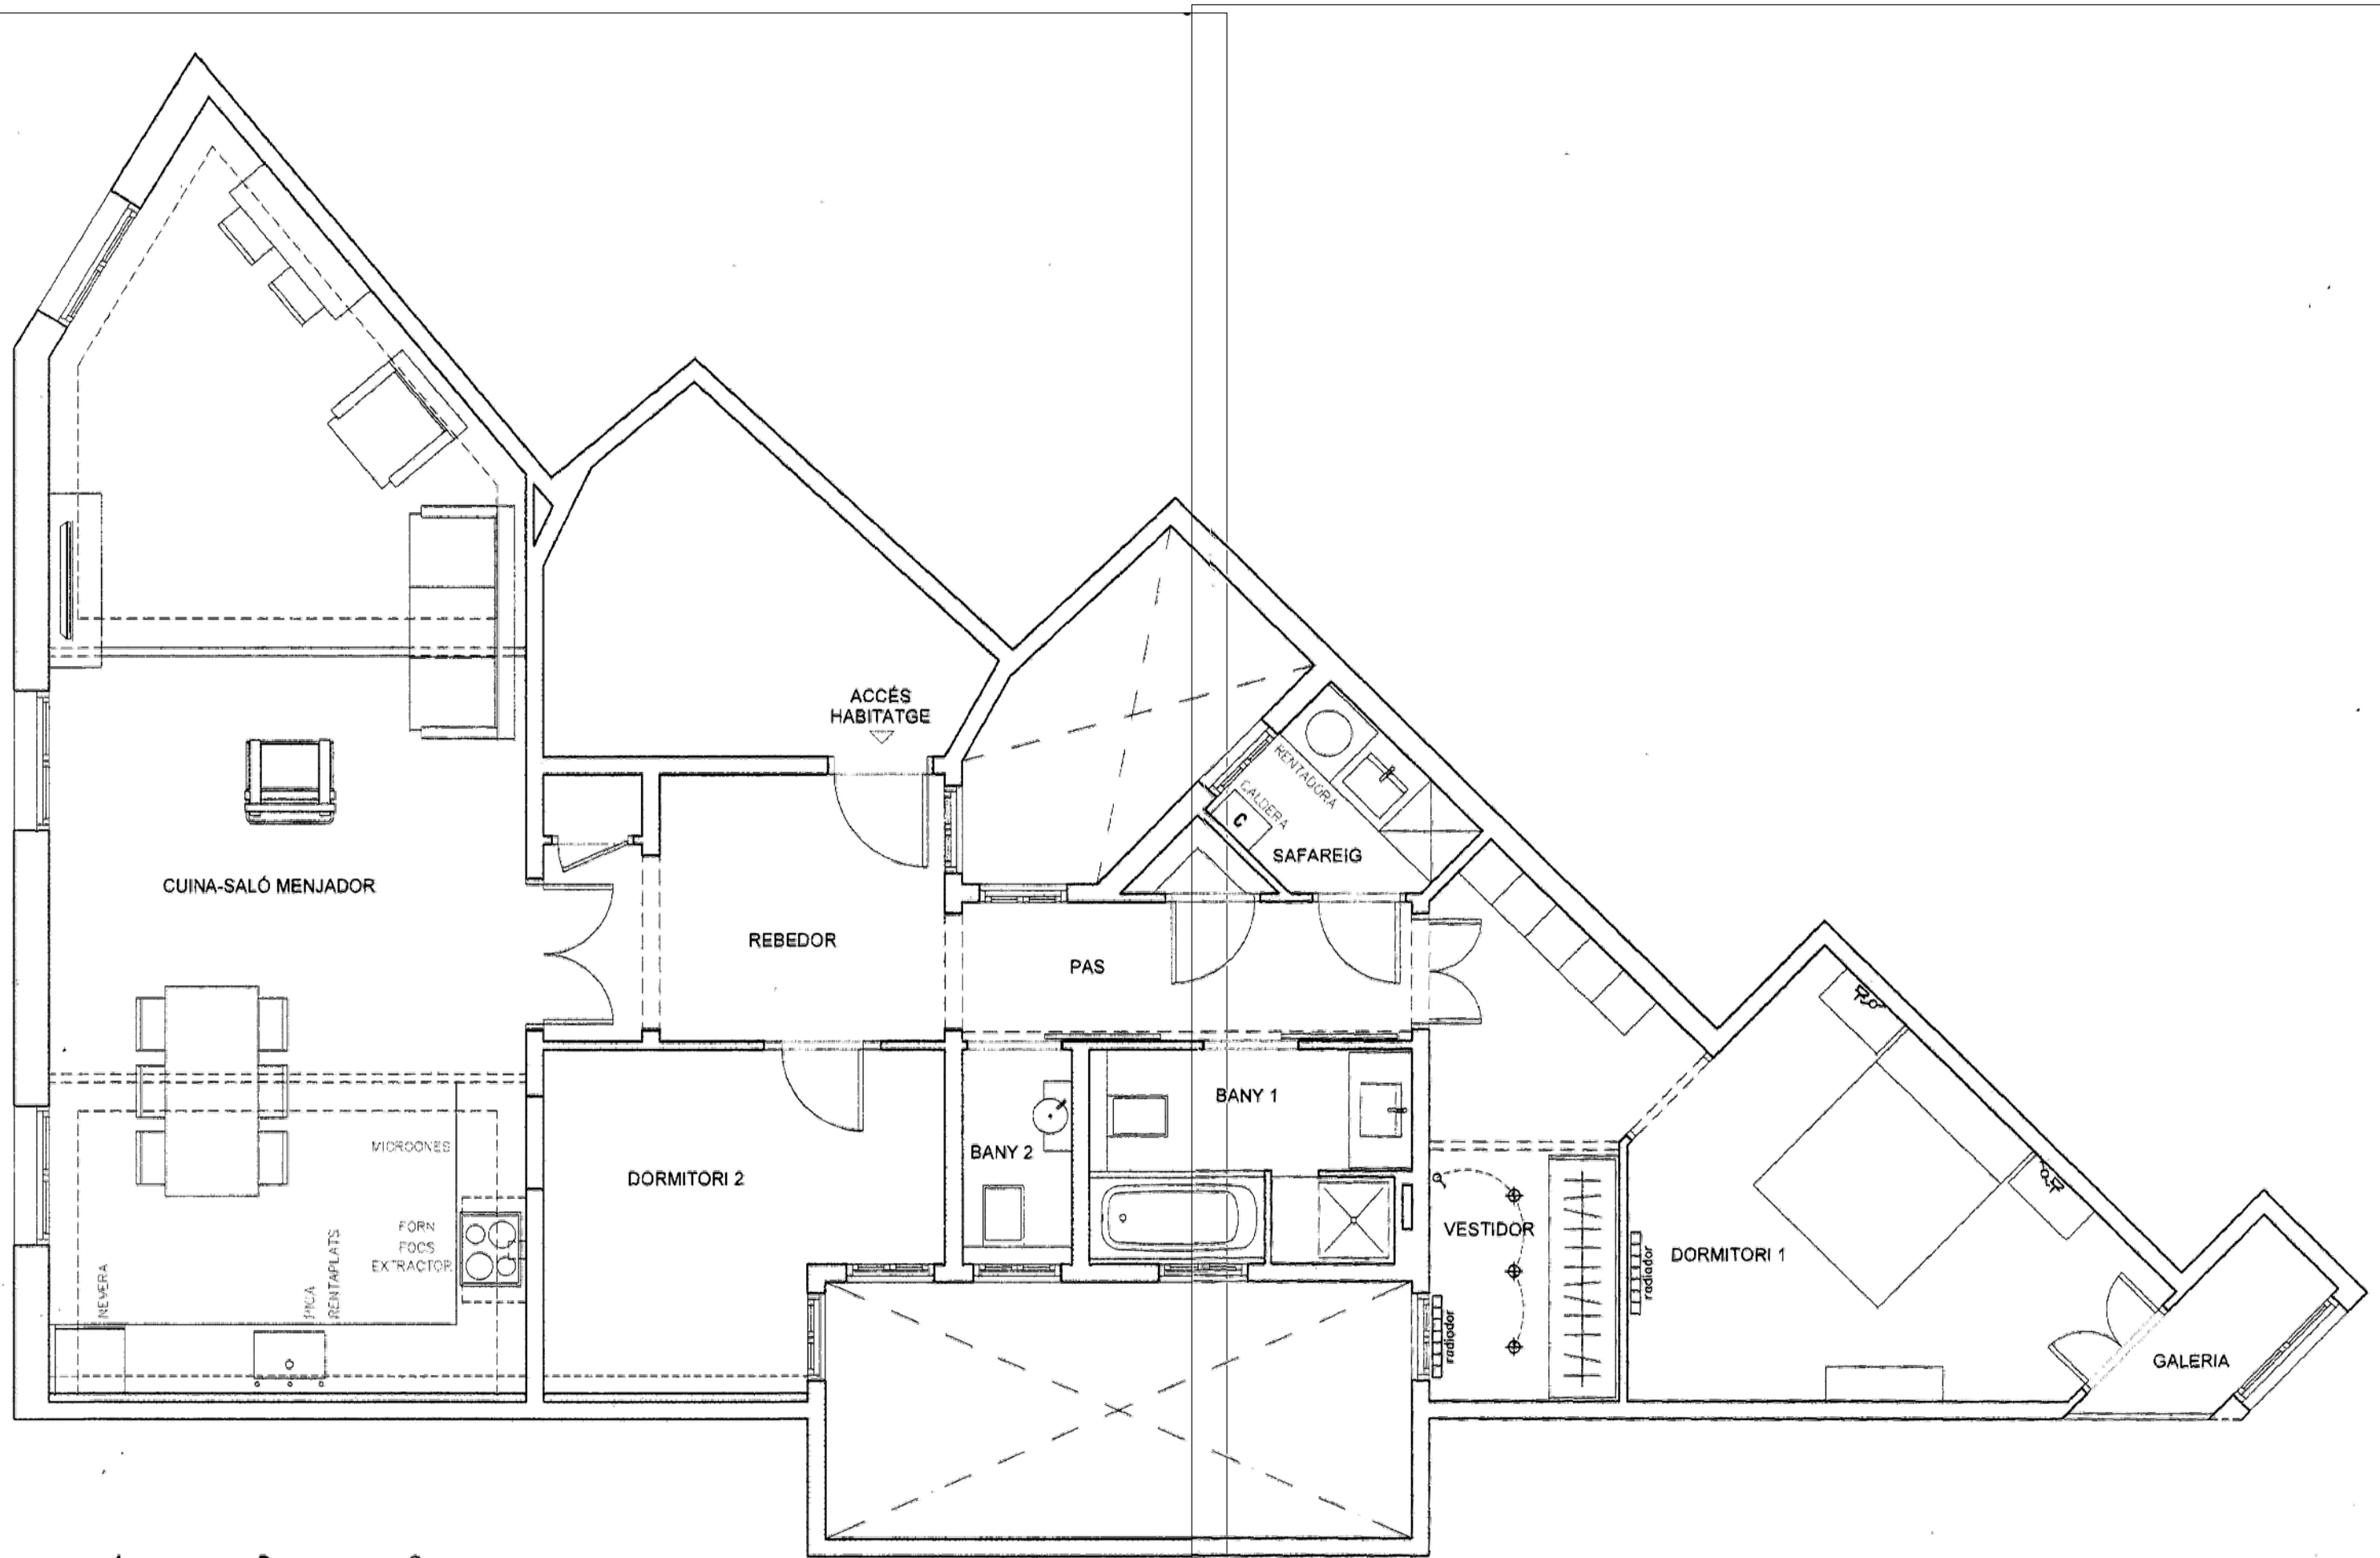 ACCÉS
HABITATGE
RENTADORA
CALDERA
C
SAFAREIG
CUINA-SALÓ MENJADOR
REBEDOR
PAS
BANY 1
MICROONES
BANY 2
DORMITORI 2
FORN
FOCS
EXTRACTOR
NEVERA
PICA
RENTAPLATS
VESTIDOR
DORMITORI 1
radiador
radiador
GALERIA